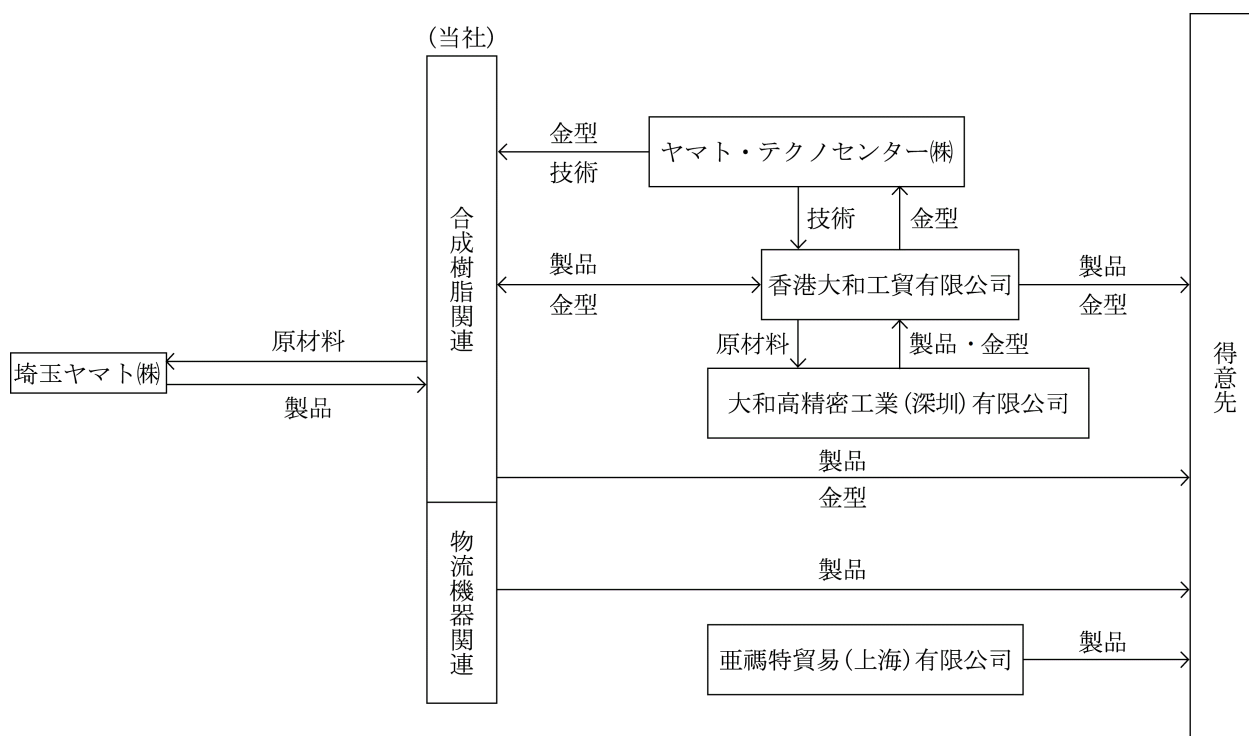 (当社)
金型
ヤマト・テクノセンター㈱
技術
技術
金型
合成樹脂関連
製品
香港大和工貿有限公司
製品
金型
金型
原材料
原材料
製品・金型
埼玉ヤマト㈱
製品
大和高精密工業(深圳)有限公司
得意先
製品
金型
物流機器関連
製品
亜禡特貿易(上海)有限公司
製品